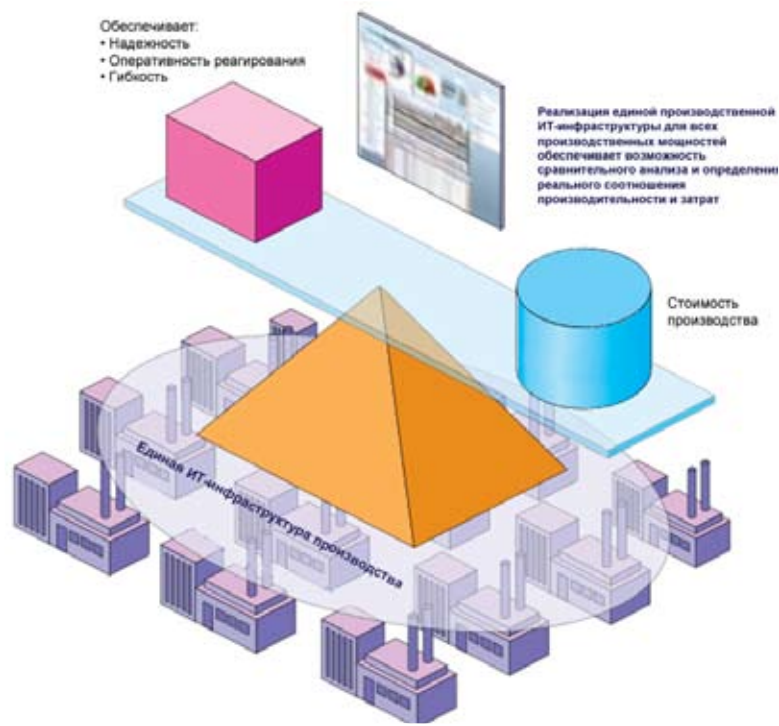 Обеспечивает:
• Надежность
• Оперативность реагирования
• Гибкость
Реализация единой производственной
ИТ-инфраструктуры для всех
производственных мощностей
обеспечивает возможность
сравнительного анализа и определения
реального соотношения
производительности и затрат
Стоимость
производства
Единая ИТ-инфраструктура производства